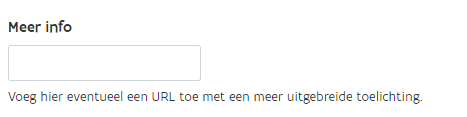 Meer info
Voeg hier eventueel een URL toe met een meer uitgebreide toelichting.